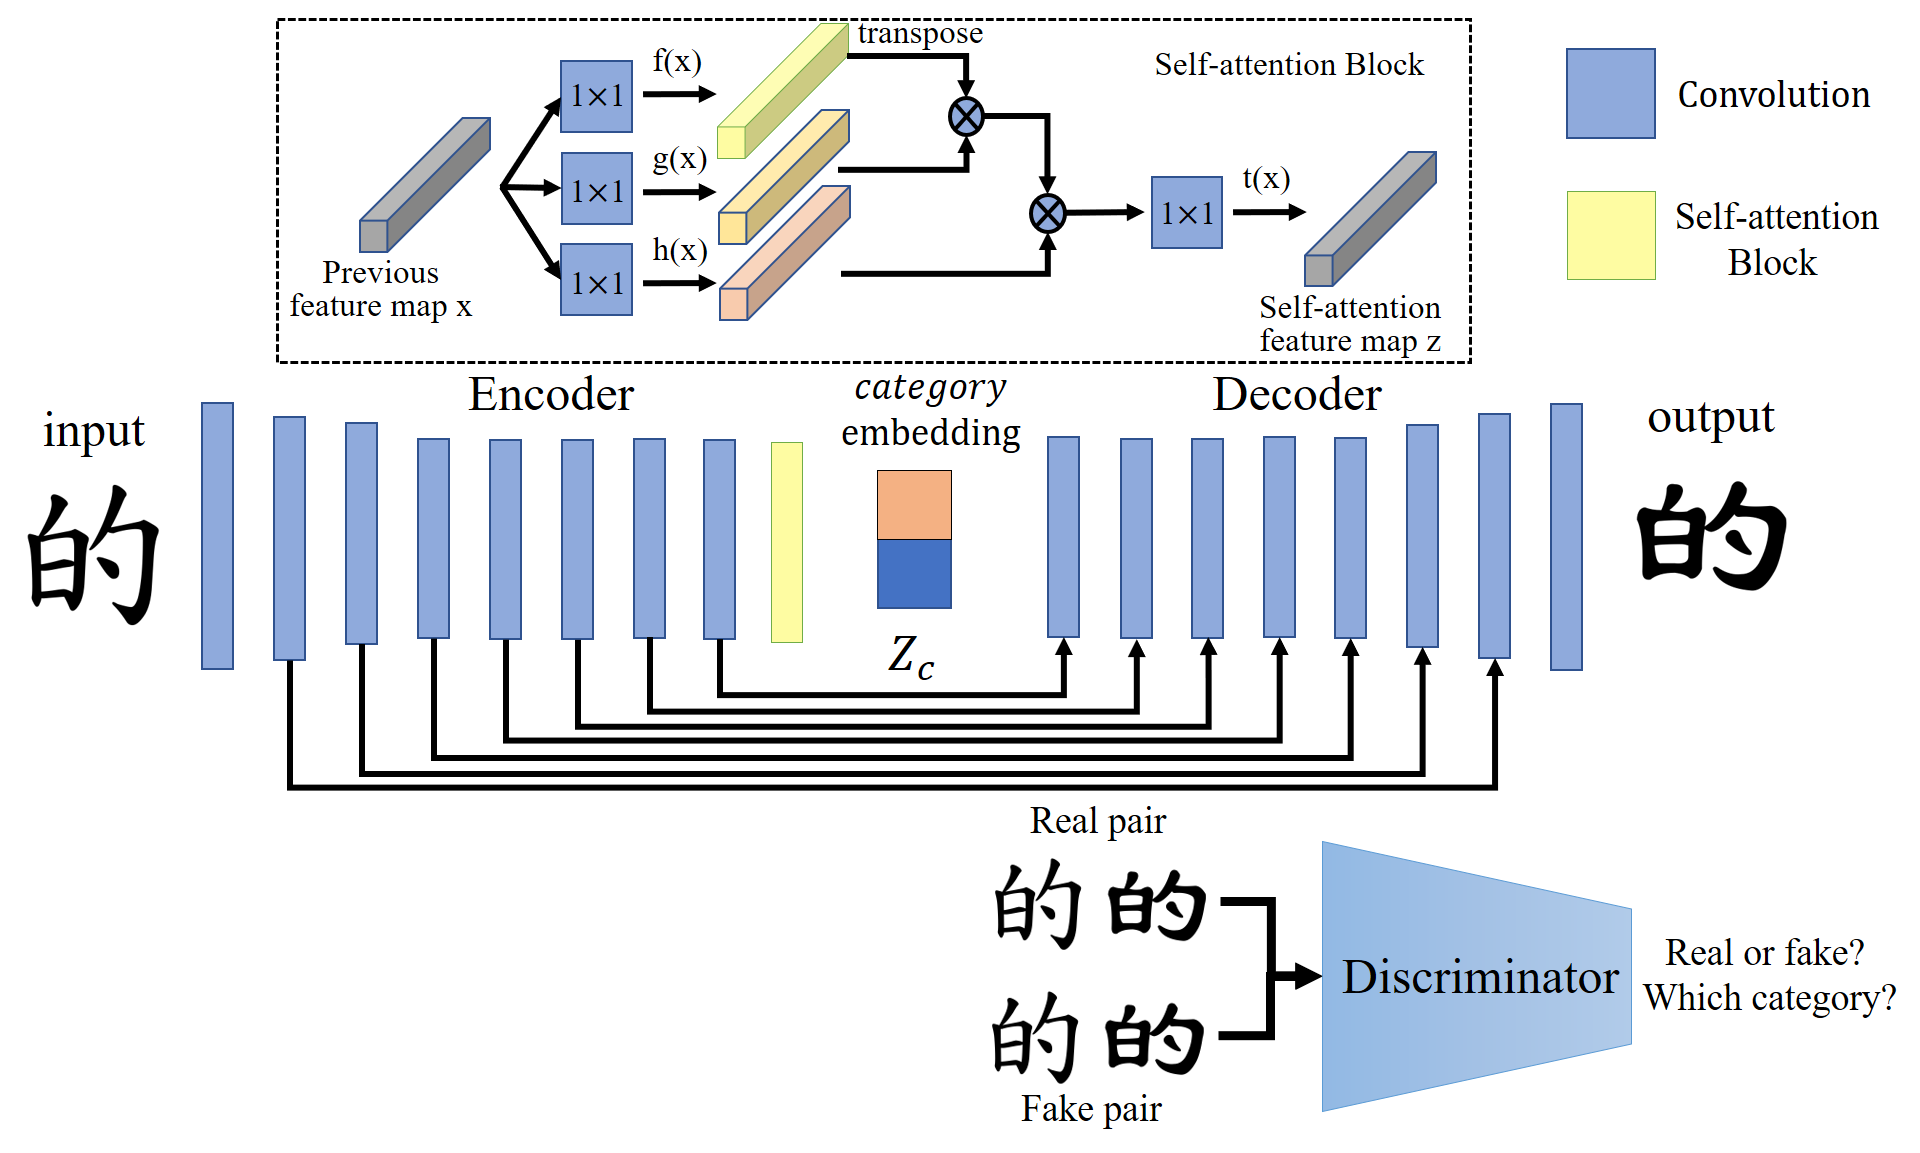 transpose
f(x)
Self-attention Block
1×1
g(x)
1×1
h(x)
1×1
t(x)
1×1
Previous
feature map x
Self-attention
feature map z
Convolution
Self-attention
Block
Encoder
category
embedding
Decoder
input
的
output
的
Z_c
Real pair
的 的
的 的
Fake pair
Discriminator
Real or fake?
Which category?